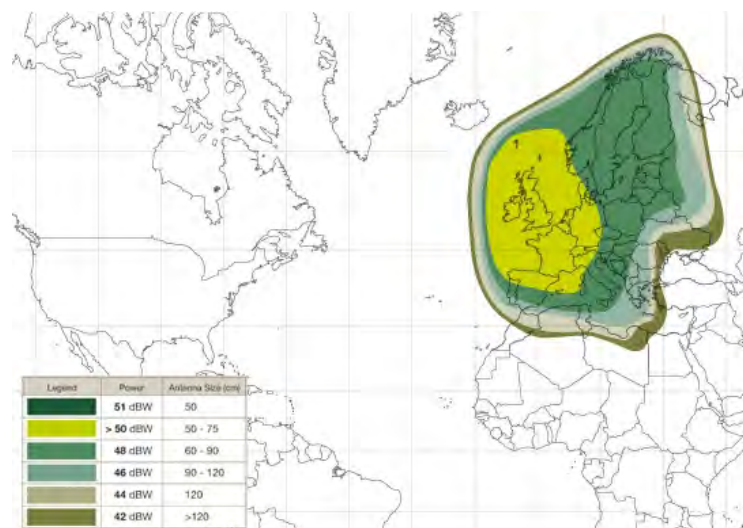 Legend Power Antenna Size (cm)
51 dBW 50
> 50 dBW 50 - 75
48 dBW 60 - 90
46 dBW 90 - 120
44 dBW 120
42 dBW >120